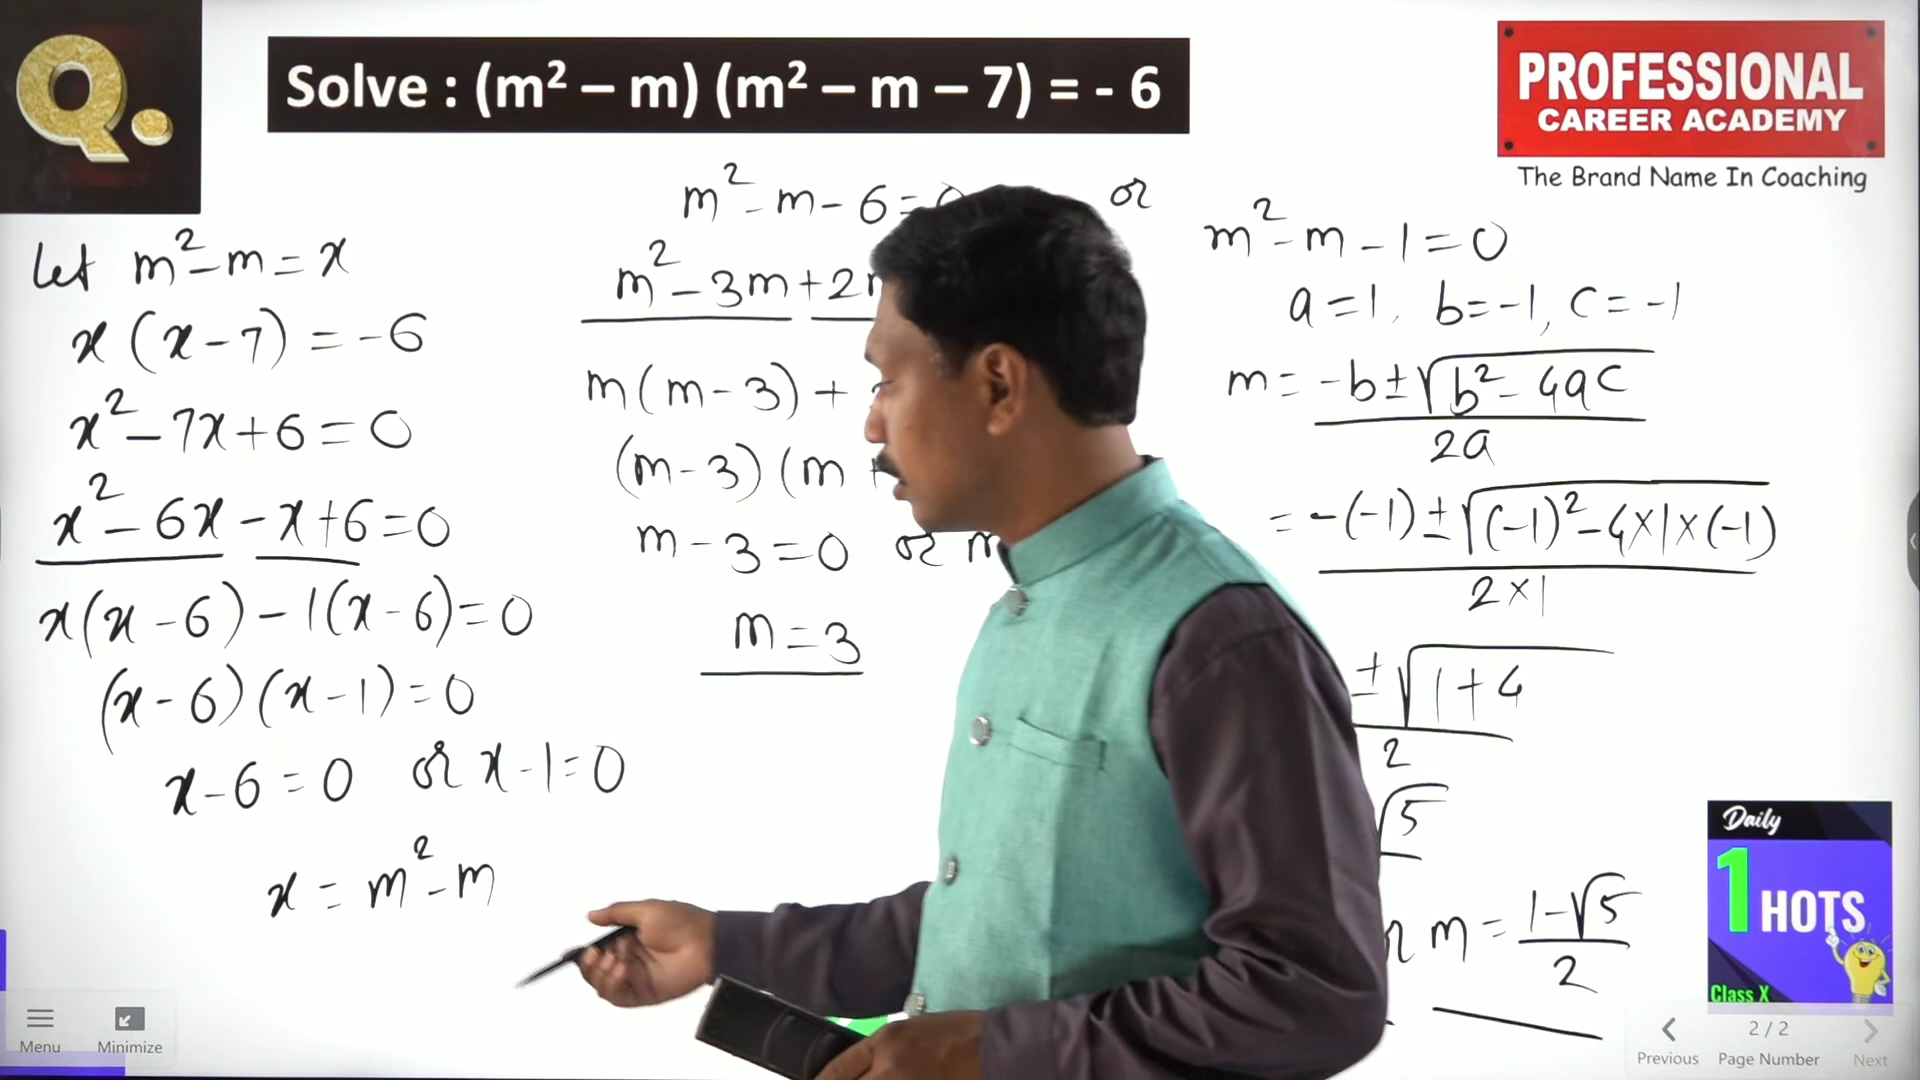 Q.
Solve : (m² – m) (m² – m – 7) = - 6
PROFESSIONAL
CAREER ACADEMY
The Brand Name In Coaching
Let m² - m = x
x (x - 7) = -6
x² - 7x + 6 = 0
x² - 6x - x + 6 = 0
x(x - 6) - 1(x - 6) = 0
(x - 6) (x - 1) = 0
x - 6 = 0 or x - 1 = 0
x = m² - m
m² - m - 6 = or
m² - 3m + 2
m(m - 3) +
(m - 3) (m +
m - 3 = 0 or m
m = 3
m² - m - 1 = 0
a = 1, b = -1, c = -1
m = -b ± √b² - 4ac
2a
= -(-1) ± √(-1)² - 4×1×(-1)
2×1
± √1+4
2
√5
m = 1-√5
2
Daily
1 HOTS
Class X
Menu
Minimize
2 / 2
Previous
Page Number
Next